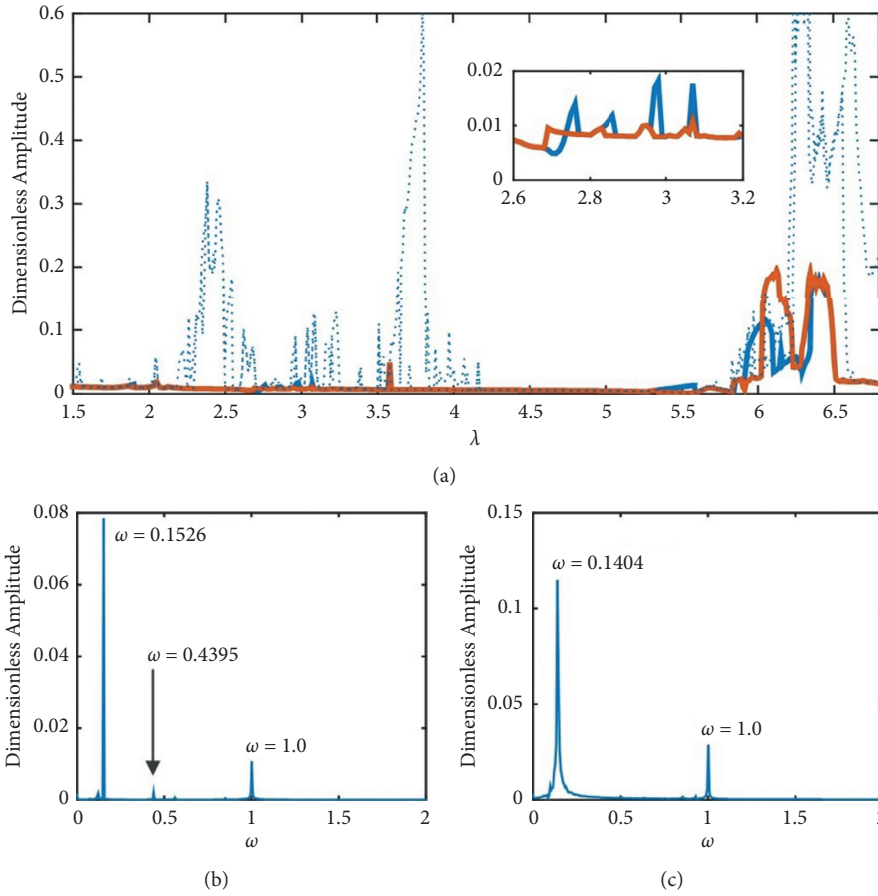 0.6
0.5
0.4
0.3
0.2
0.1
0
Dimensionless Amplitude
0.02
0.01
0
2.6 2.8 3 3.2
1.5 2 2.5 3 3.5 4 4.5 5 5.5 6 6.5
λ
(a)
0.08
0.06
0.04
0.02
0
Dimensionless Amplitude
ω = 0.1526
ω = 0.4395
ω = 1.0
0 0.5 1 1.5 2
ω
(b)
0.15
0.1
0.05
0
Dimensionless Amplitude
ω = 0.1404
ω = 1.0
0 0.5 1 1.5 2
ω
(c)